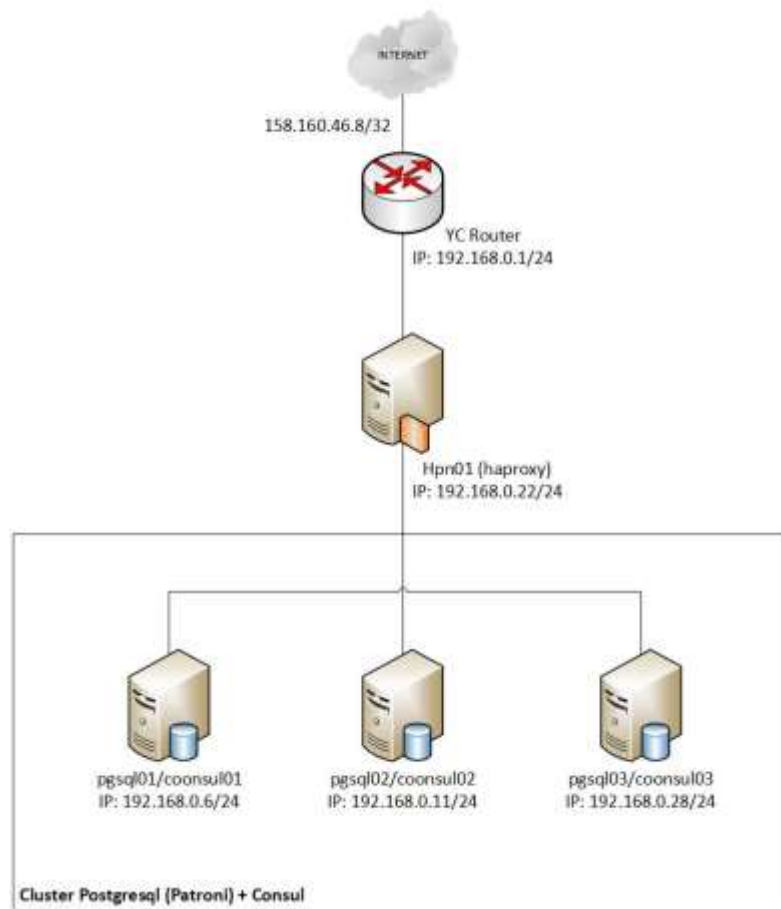 INTERNET
158.160.46.8/32
YC Router
IP: 192.168.0.1/24
Hpn01 (haproxy)
IP: 192.168.0.22/24
pgsql01/coonsul01
IP: 192.168.0.6/24
pgsql02/coonsul02
IP: 192.168.0.11/24
pgsql03/coonsul03
IP: 192.168.0.28/24
Cluster Postgresql (Patroni) + Consul